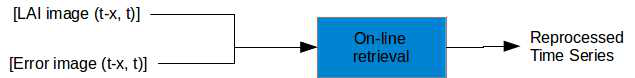 [LAI image (t-x, t)]
[Error image (t-x, t)]
On-line
retrieval
Reprocessed
Time Series